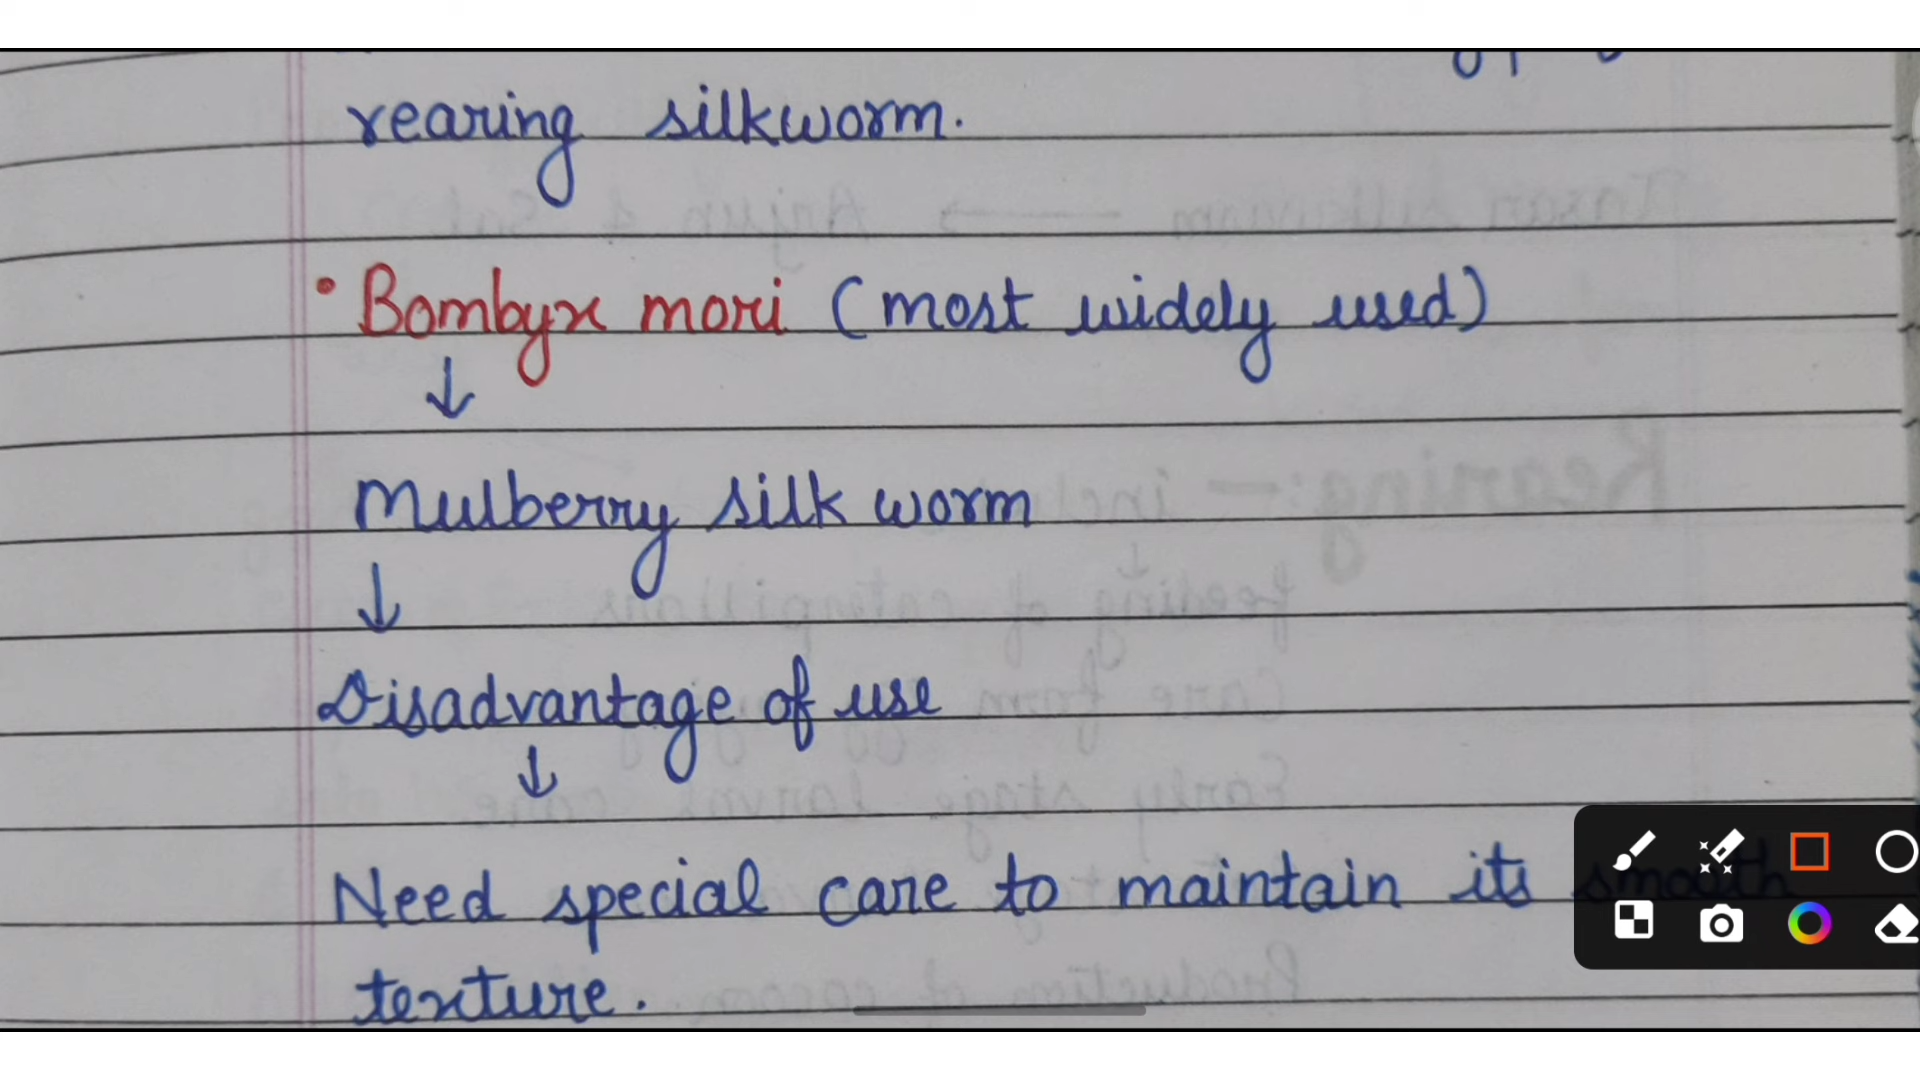 rearing silkworm.
• Bombyx mori (most widely used)
↓
Mulberry silk worm
↓
Disadvantage of use
↓
Need special care to maintain its smooth
texture.